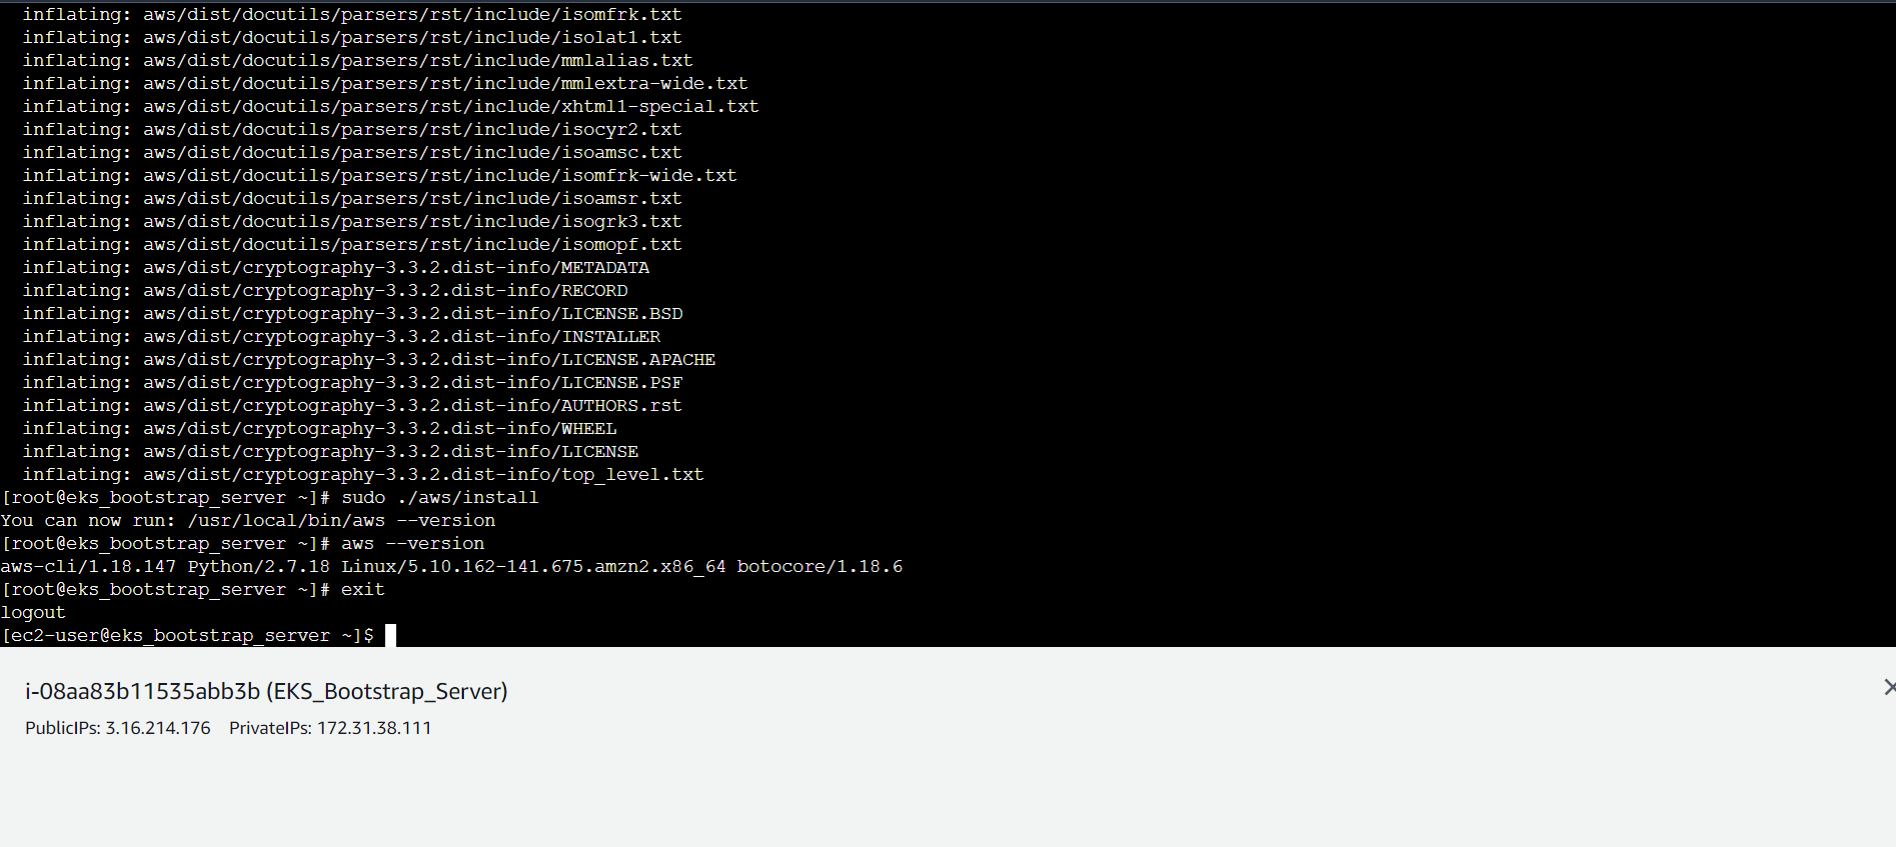 inflating: aws/dist/docutils/parsers/rst/include/isomfrk.txt
inflating: aws/dist/docutils/parsers/rst/include/isolat1.txt
inflating: aws/dist/docutils/parsers/rst/include/mmlalias.txt
inflating: aws/dist/docutils/parsers/rst/include/mmlextra-wide.txt
inflating: aws/dist/docutils/parsers/rst/include/xhtml1-special.txt
inflating: aws/dist/docutils/parsers/rst/include/isocyr2.txt
inflating: aws/dist/docutils/parsers/rst/include/isoamsc.txt
inflating: aws/dist/docutils/parsers/rst/include/isomfrk-wide.txt
inflating: aws/dist/docutils/parsers/rst/include/isoamsr.txt
inflating: aws/dist/docutils/parsers/rst/include/isogrk3.txt
inflating: aws/dist/docutils/parsers/rst/include/isomopf.txt
inflating: aws/dist/cryptography-3.3.2.dist-info/METADATA
inflating: aws/dist/cryptography-3.3.2.dist-info/RECORD
inflating: aws/dist/cryptography-3.3.2.dist-info/LICENSE.BSD
inflating: aws/dist/cryptography-3.3.2.dist-info/INSTALLER
inflating: aws/dist/cryptography-3.3.2.dist-info/LICENSE.APACHE
inflating: aws/dist/cryptography-3.3.2.dist-info/LICENSE.PSF
inflating: aws/dist/cryptography-3.3.2.dist-info/AUTHORS.rst
inflating: aws/dist/cryptography-3.3.2.dist-info/WHEEL
inflating: aws/dist/cryptography-3.3.2.dist-info/LICENSE
inflating: aws/dist/cryptography-3.3.2.dist-info/top_level.txt
[root@eks_bootstrap_server ~]# sudo ./aws/install
You can now run: /usr/local/bin/aws --version
[root@eks_bootstrap_server ~]# aws --version
aws-cli/1.18.147 Python/2.7.18 Linux/5.10.162-141.675.amzn2.x86_64 botocore/1.18.6
[root@eks_bootstrap_server ~]# exit
logout
[ec2-user@eks_bootstrap_server ~]$
i-08aa83b11535abb3b (EKS_Bootstrap_Server)
PublicIPs: 3.16.214.176 PrivateIPs: 172.31.38.111